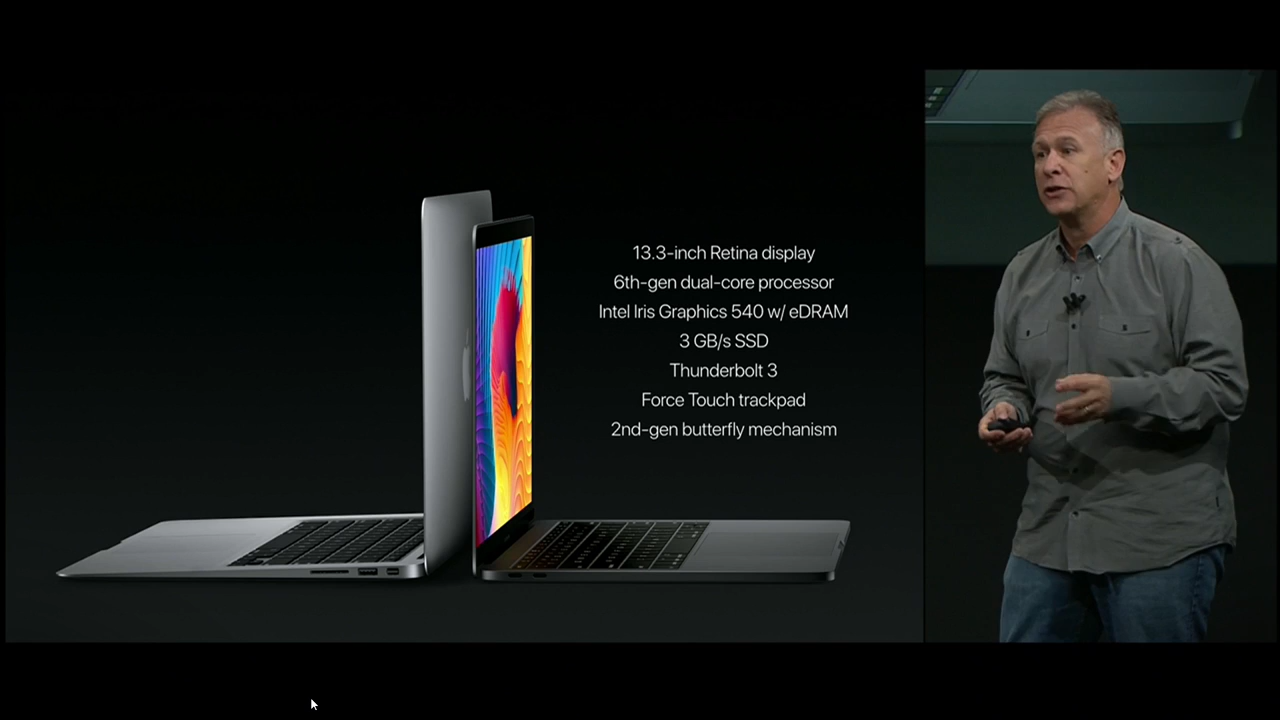 13.3-inch Retina display
6th-gen dual-core processor
Intel Iris Graphics 540 w/ eDRAM
3 GB/s SSD
Thunderbolt 3
Force Touch trackpad
2nd-gen butterfly mechanism